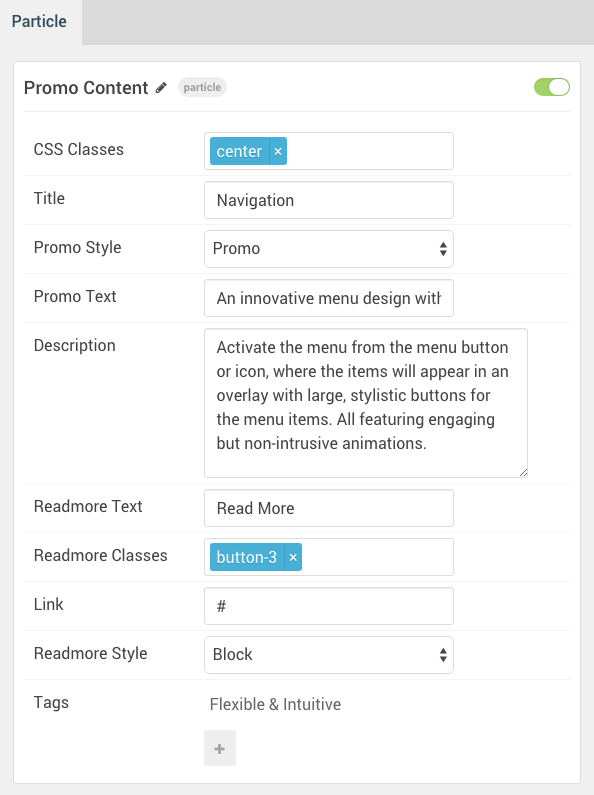 Particle
Promo Content particle
CSS Classes center ×
Title Navigation
Promo Style Promo
Promo Text An innovative menu design with
Description Activate the menu from the menu button
or icon, where the items will appear in an
overlay with large, stylistic buttons for
the menu items. All featuring engaging
but non-intrusive animations.
Readmore Text Read More
Readmore Classes button-3 ×
Link #
Readmore Style Block
Tags Flexible & Intuitive
+